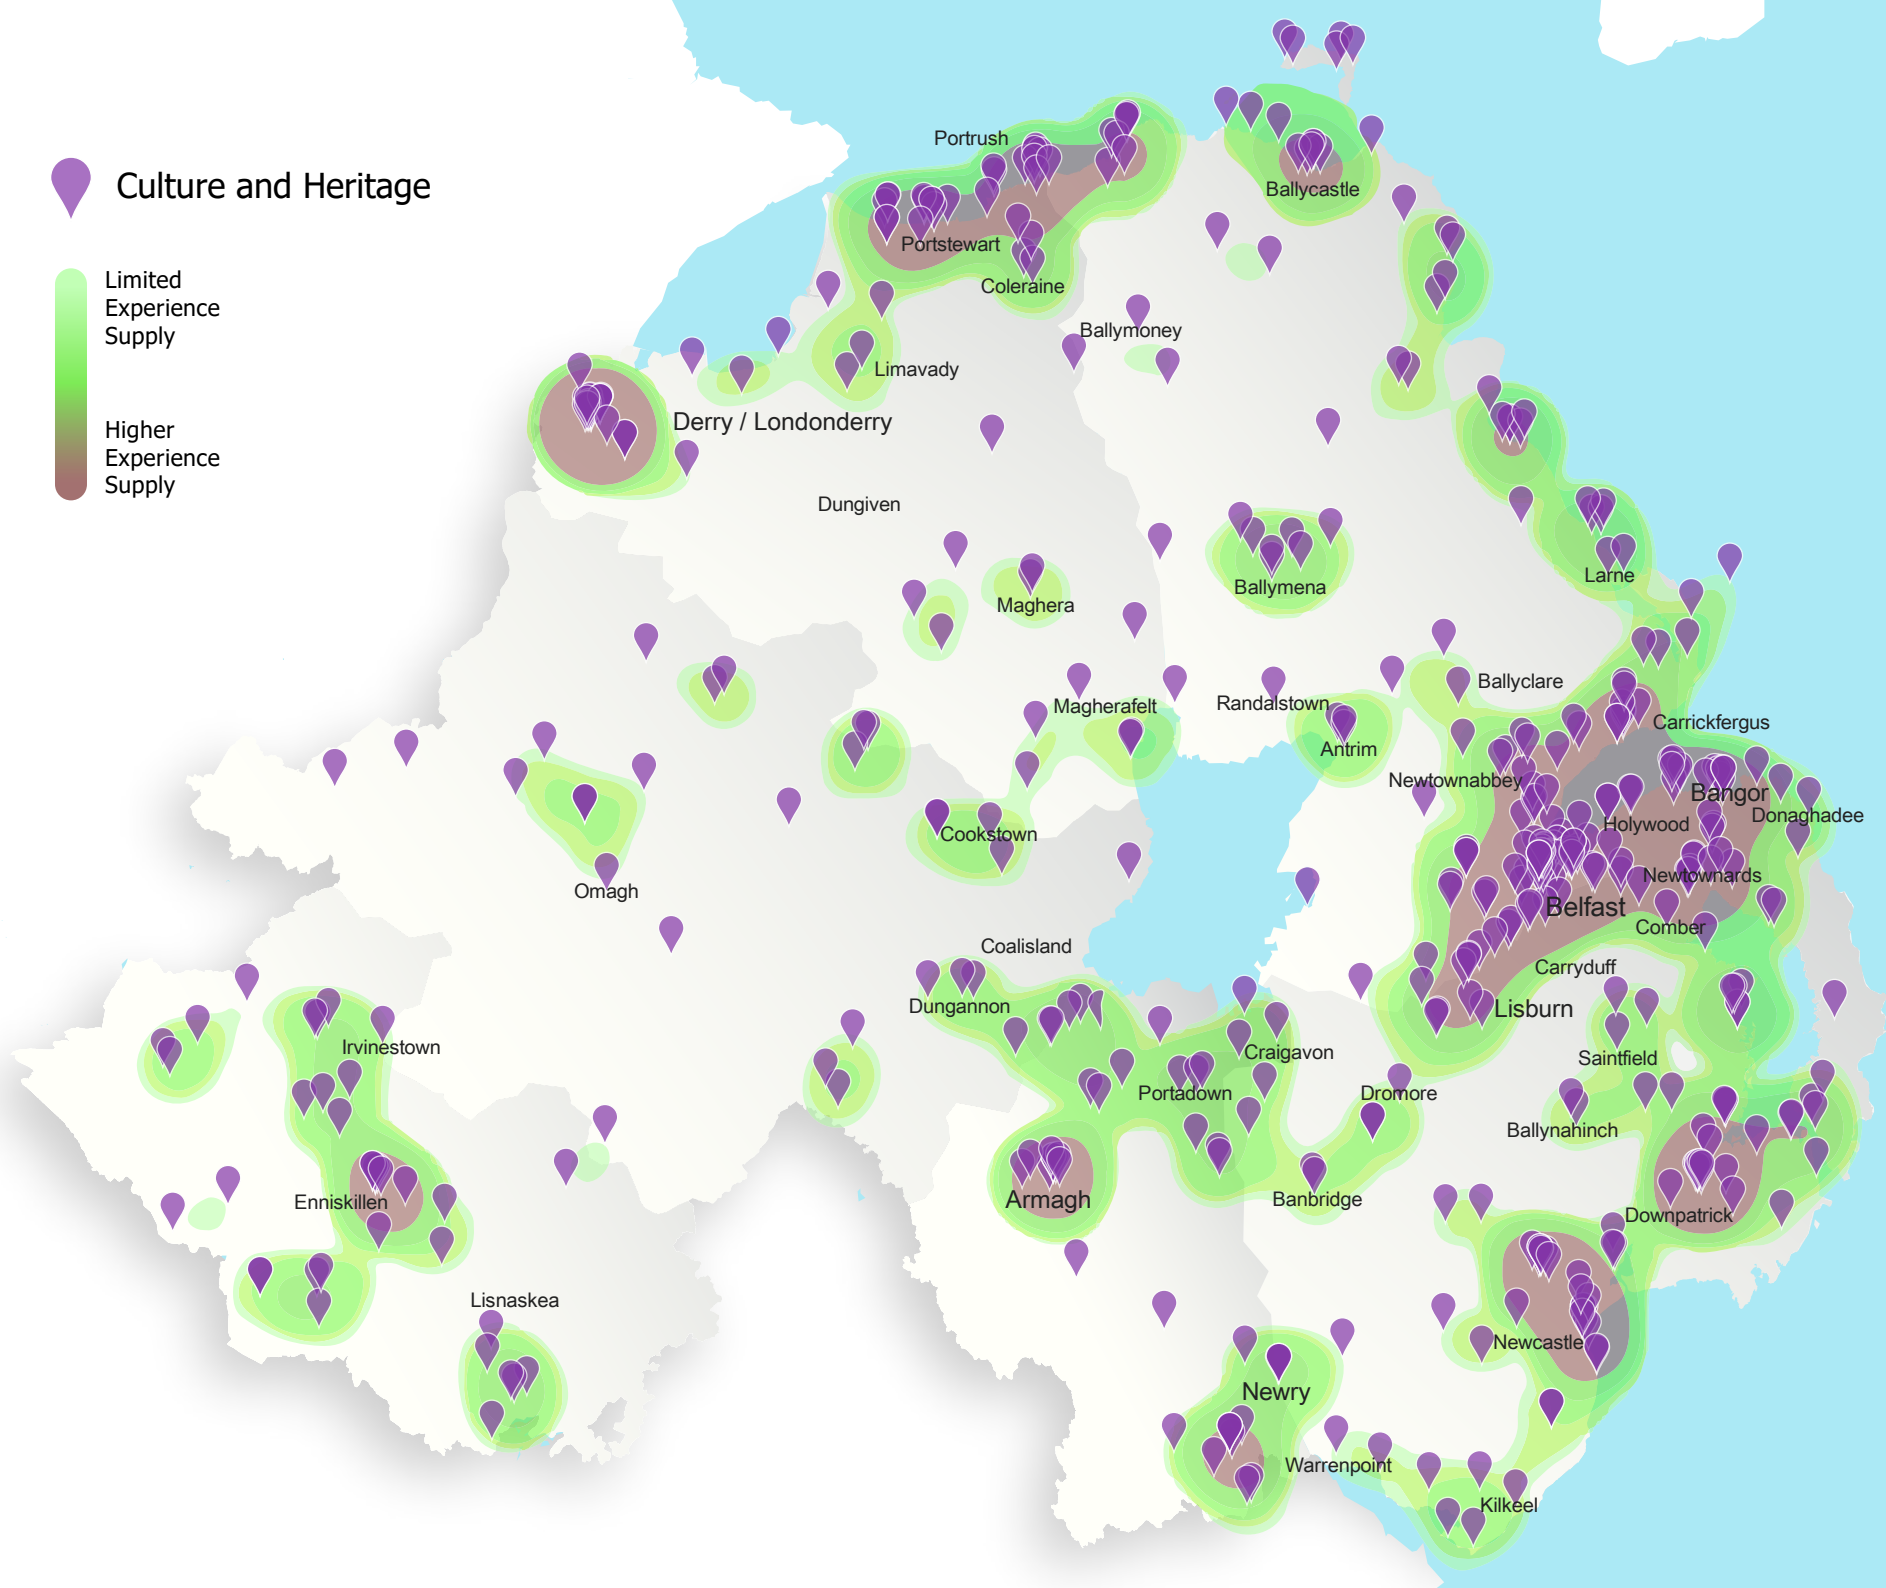 Culture and Heritage
Limited
Experience
Supply
Higher
Experience
Supply
Portrush
Ballycastle
Portstewart
Coleraine
Ballymoney
Limavady
Derry / Londonderry
Dungiven
Larne
Ballymena
Maghera
Ballyclare
Randalstown
Magherafelt
Carrickfergus
Antrim
Newtownabbey
Bangor
Donaghadee
Holywood
Cookstown
Newtownards
Omagh
Belfast
Comber
Coalisland
Carryduff
Dungannon
Lisburn
Irvinestown
Craigavon
Saintfield
Portadown
Dromore
Ballynahinch
Enniskillen
Armagh
Banbridge
Downpatrick
Lisnaskea
Newcastle
Newry
Warrenpoint
Kilkeel